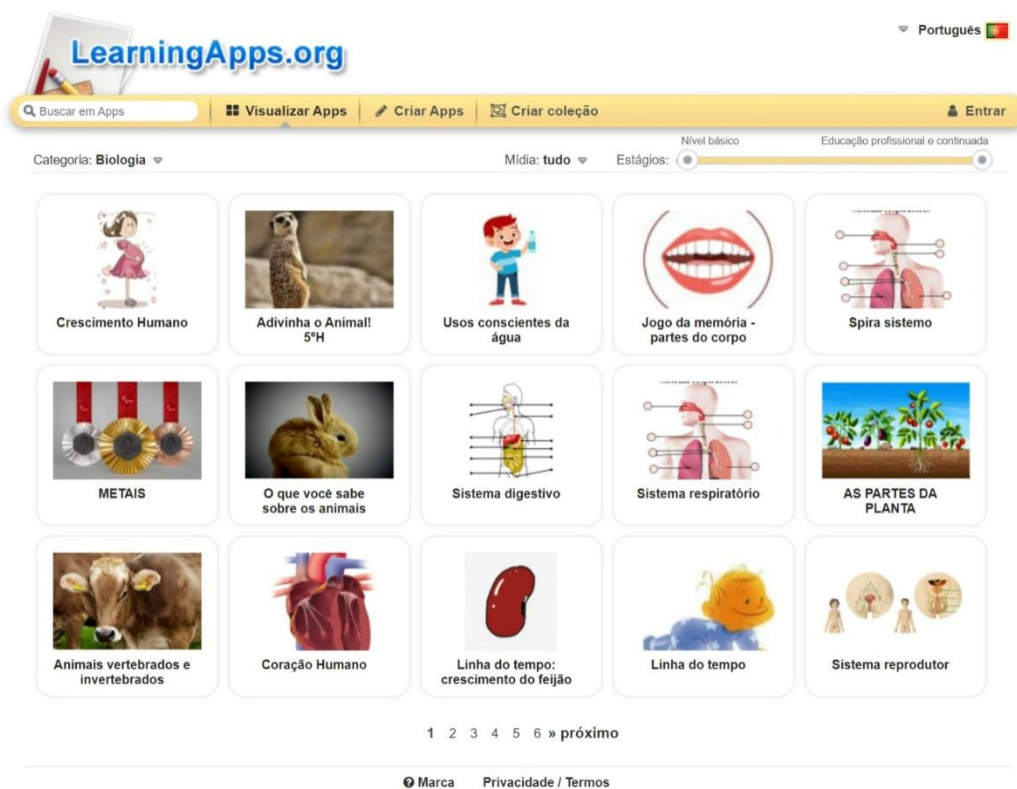 Português
LearningApps.org
Buscar em Apps
Visualizar Apps
Criar Apps
Criar coleção
Entrar
Categoria: Biologia
Mídia: tudo
Estágios:
Nível básico
Educação profissional e continuada
Crescimento Humano
Adivinha o Animal!
5ºH
Usos conscientes da
água
Jogo da memória -
partes do corpo
Spira sistemo
METAIS
O que você sabe
sobre os animais
Sistema digestivo
Sistema respiratório
AS PARTES DA
PLANTA
Animais vertebrados e
invertebrados
Coração Humano
Linha do tempo:
crescimento do feijão
Linha do tempo
Sistema reprodutor
1 2 3 4 5 6 » próximo
Marca
Privacidade / Termos